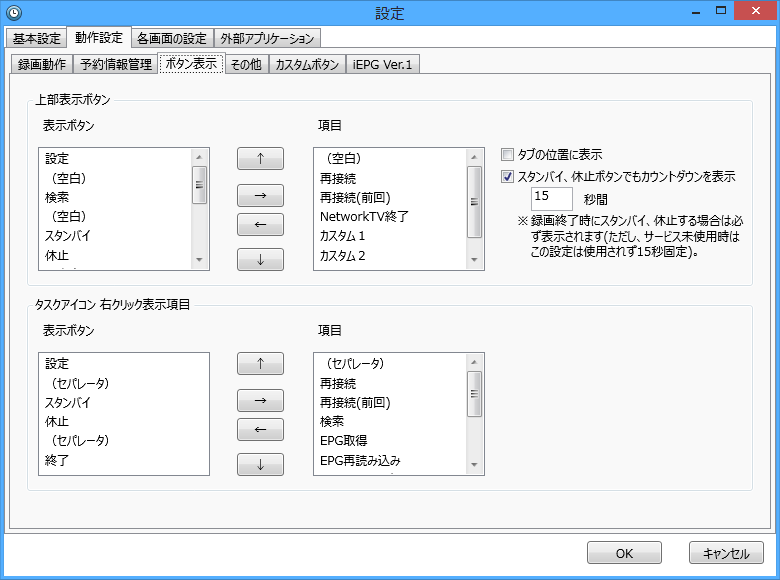 設定
基本設定 動作設定 各画面の設定 外部アプリケーション
録画動作 予約情報管理 ボタン表示 その他 カスタムボタン iEPG Ver.1
上部表示ボタン
表示ボタン
設定
（空白）
検索
（空白）
スタンバイ
休止
↑
→
←
↓
項目
（空白）
再接続
再接続(前回)
NetworkTV終了
カスタム１
カスタム２
タブの位置に表示
スタンバイ、休止ボタンでもカウントダウンを表示
15 秒間
※ 録画終了時にスタンバイ、休止する場合は必
ず表示されます(ただし、サービス未使用時は
この設定は使用されず15秒固定)。
タスクアイコン 右クリック表示項目
表示ボタン
設定
（セパレータ）
スタンバイ
休止
（セパレータ）
終了
↑
→
←
↓
項目
（セパレータ）
再接続
再接続(前回)
検索
EPG取得
EPG再読み込み
OK キャンセル